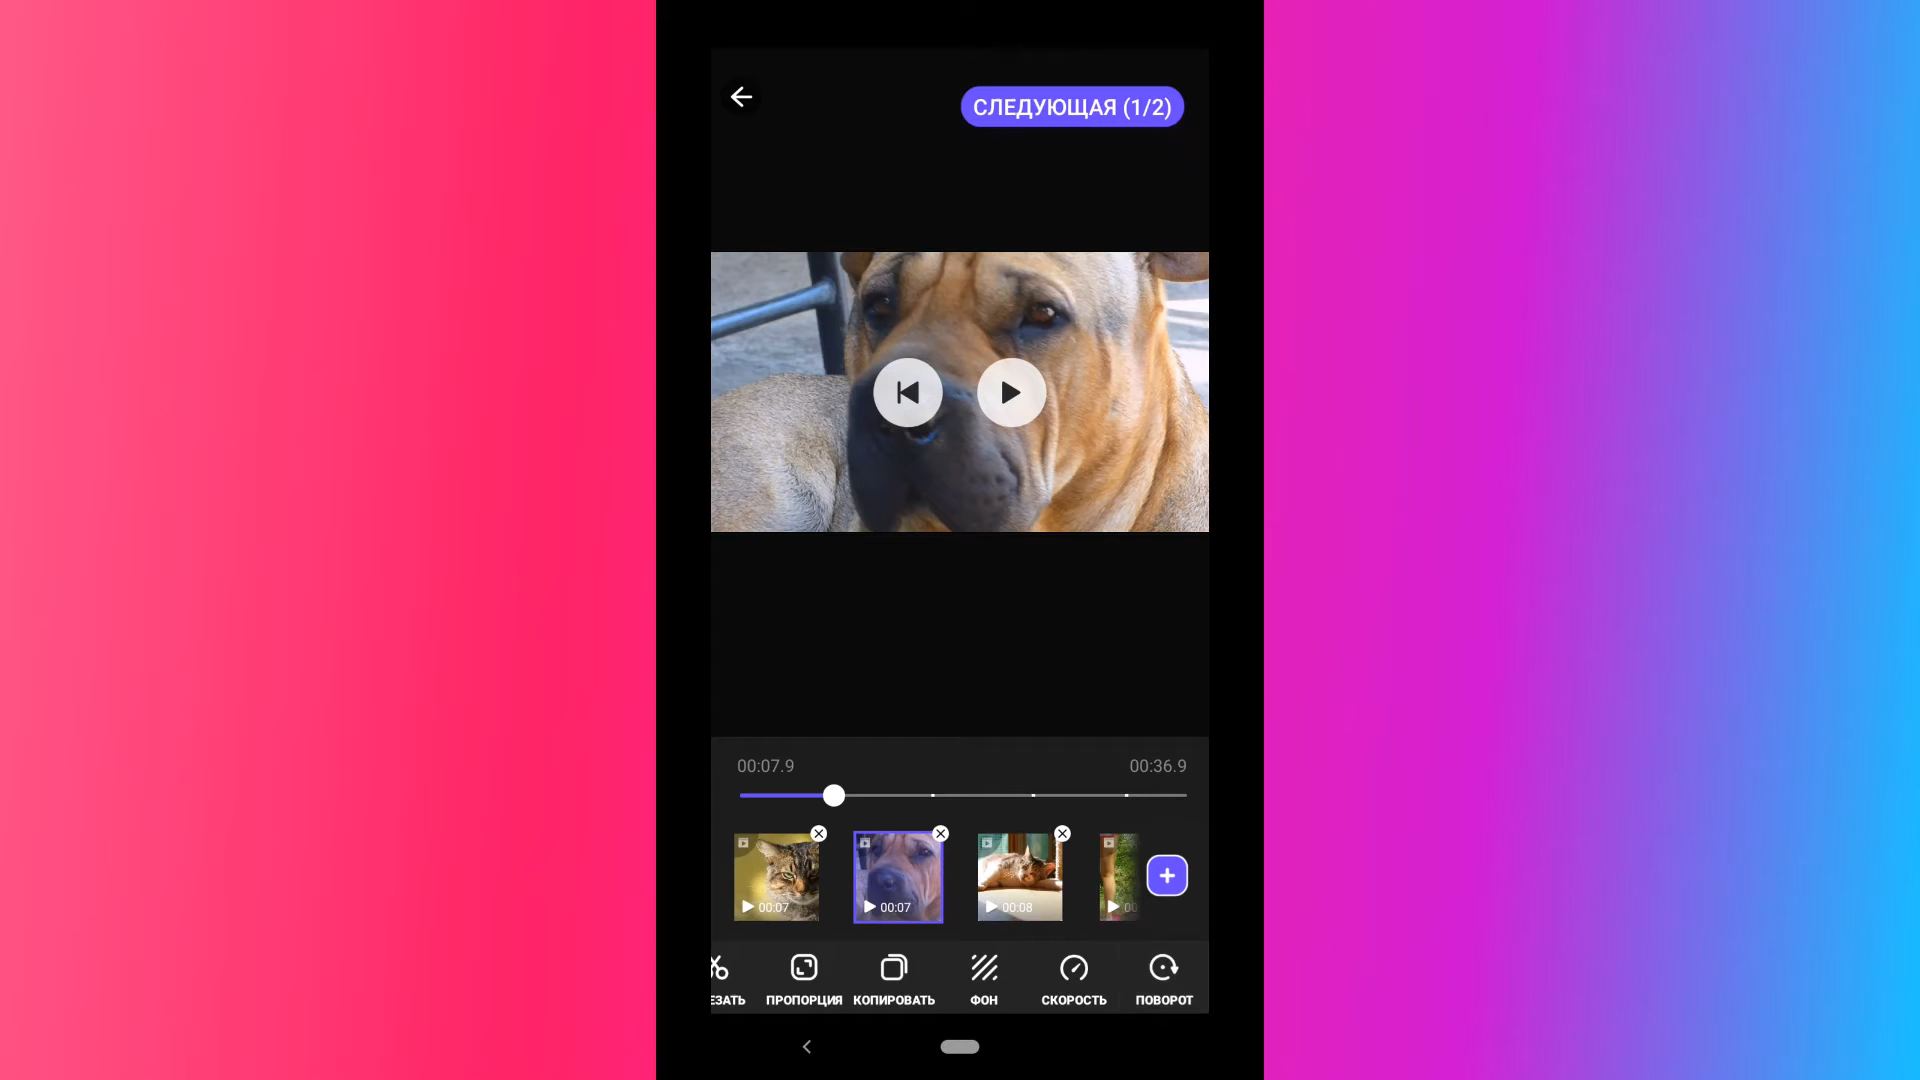 СЛЕДУЮЩАЯ (1/2)
00:07.9 00:36.9
00:07 00:07 00:08 00
ЕЗАТЬ ПРОПОРЦИЯ КОПИРОВАТЬ ФОН СКОРОСТЬ ПОВОРОТ